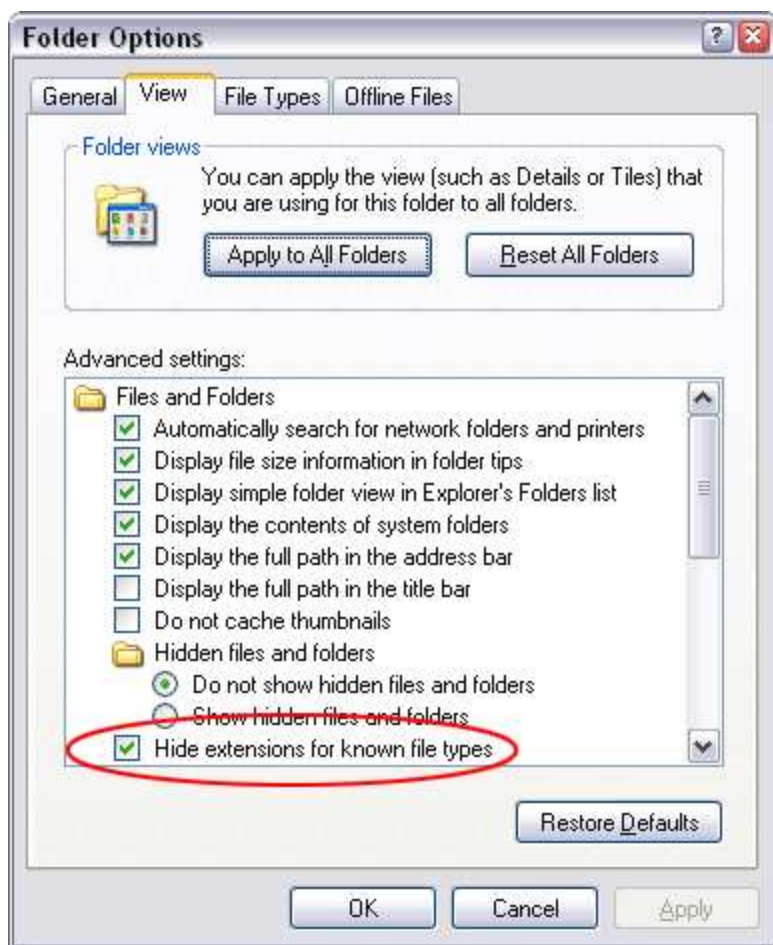 Folder Options
General View File Types Offline Files
Folder views
You can apply the view (such as Details or Tiles) that
you are using for this folder to all folders.
Apply to All Folders Reset All Folders
Advanced settings:
Files and Folders
Automatically search for network folders and printers
Display file size information in folder tips
Display simple folder view in Explorer's Folders list
Display the contents of system folders
Display the full path in the address bar
Display the full path in the title bar
Do not cache thumbnails
Hidden files and folders
Do not show hidden files and folders
Show hidden files and folders
Hide extensions for known file types
Restore Defaults
OK Cancel Apply